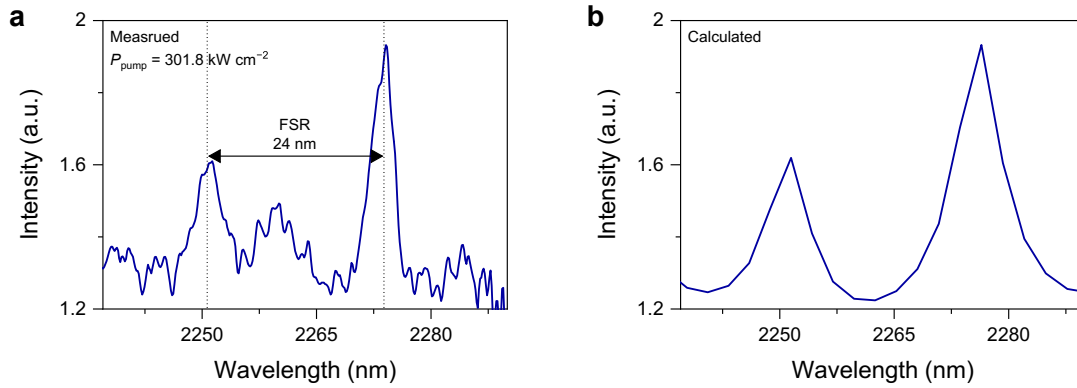 a
Measrued
P_pump = 301.8 kW cm⁻²
FSR
24 nm
2
1.6
1.2
Intensity (a.u.)
2250
2265
2280
Wavelength (nm)
b
Calculated
2
1.6
1.2
Intensity (a.u.)
2250
2265
2280
Wavelength (nm)